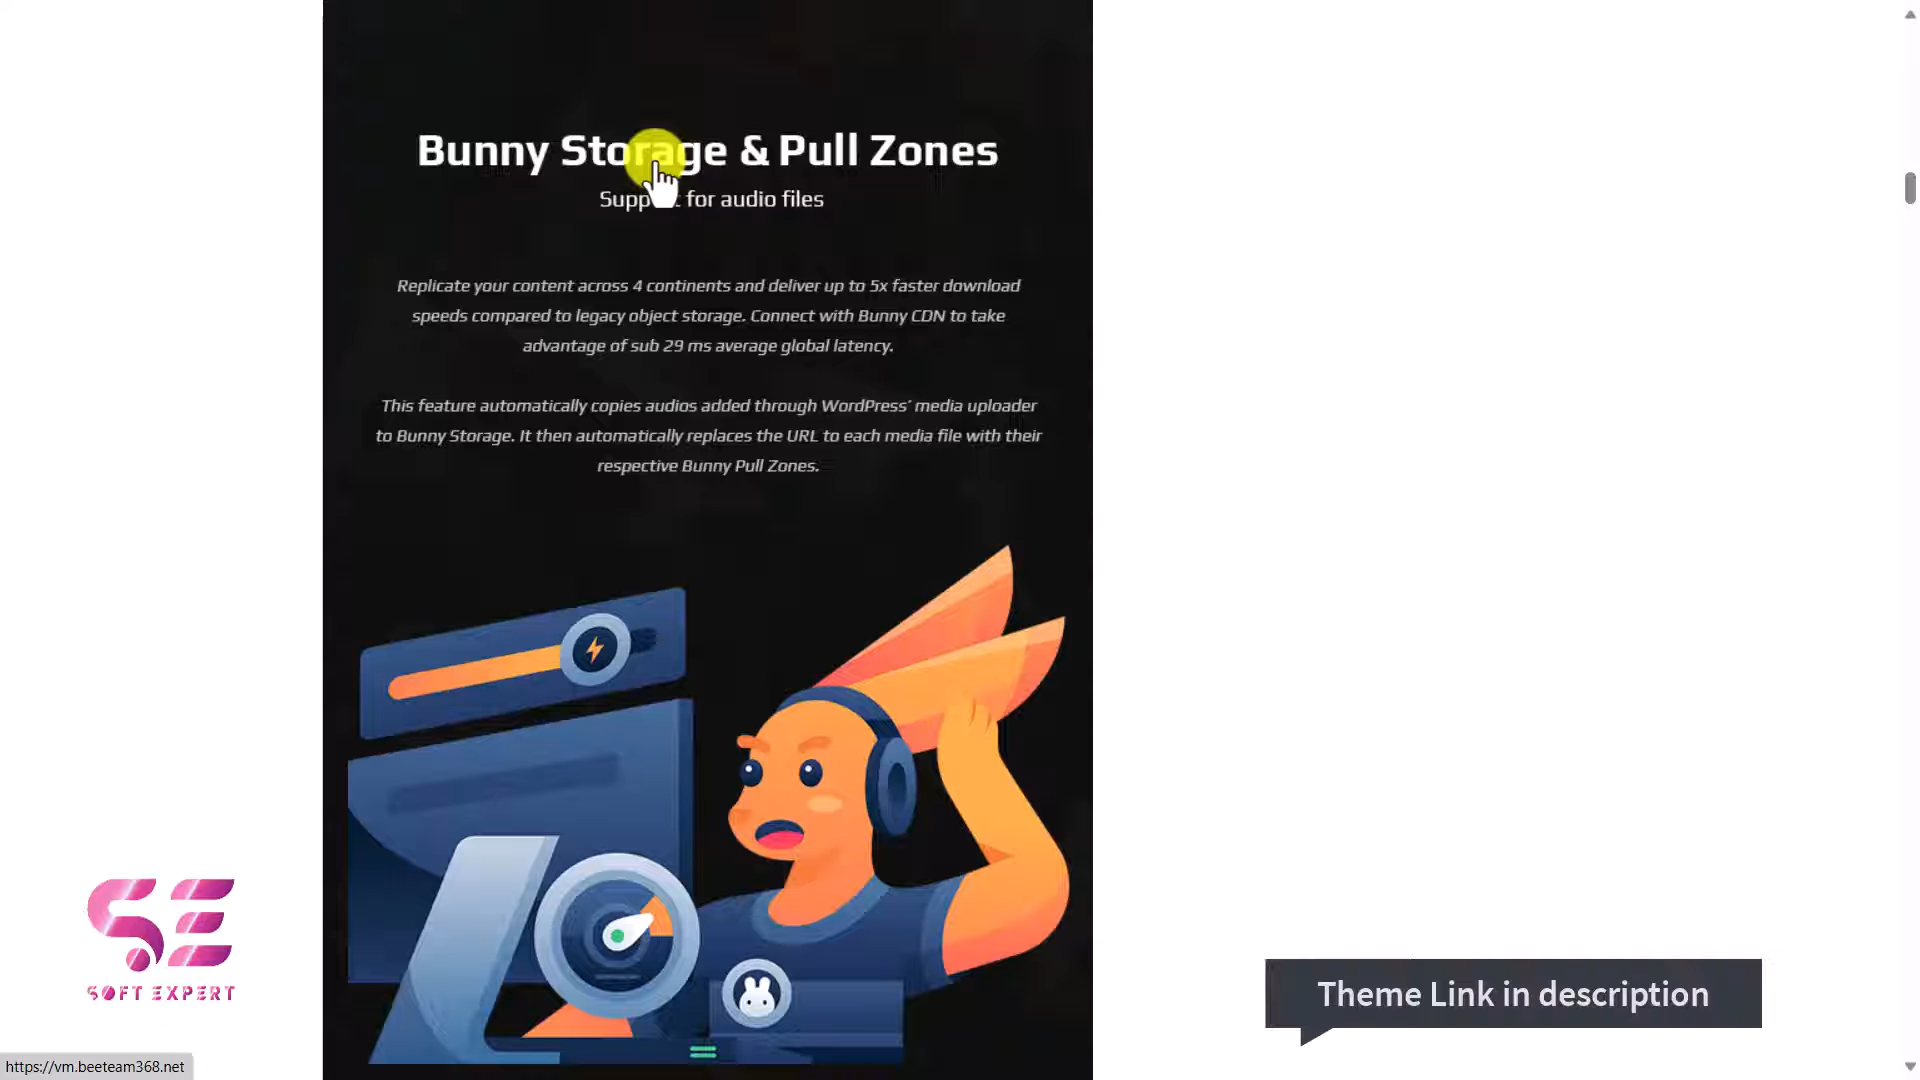 Bunny Storage & Pull Zones
for audio files
Replicate your content across 4 continents and deliver up to 5x faster download
speeds compared to legacy object storage. Connect with Bunny CDN to take
advantage of sub 29 ms average global latency.
This feature automatically copies audios added through WordPress' media uploader
to Bunny Storage. It then automatically replaces the URL to each media file with their
respective Bunny Pull Zones.
SE
SOFT EXPERT
Theme Link in description
https://vm.beeteam368.net